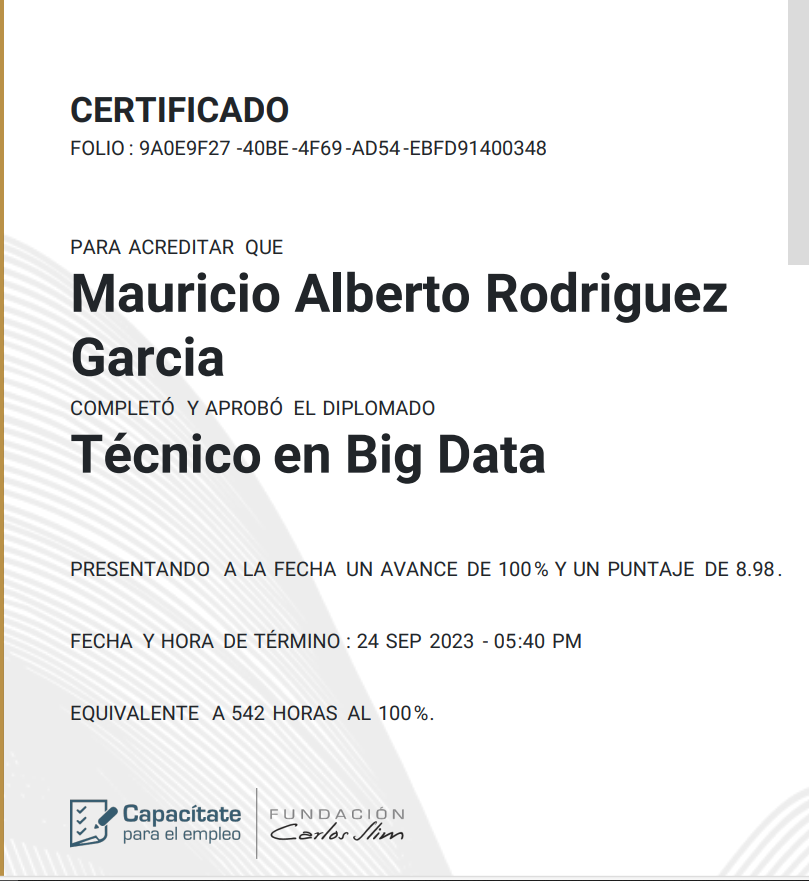 CERTIFICADO
FOLIO : 9A0E9F27 -40BE -4F69 -AD54 -EBFD91400348
PARA ACREDITAR QUE
Mauricio Alberto Rodriguez
Garcia
COMPLETÓ Y APROBÓ EL DIPLOMADO
Técnico en Big Data
PRESENTANDO A LA FECHA UN AVANCE DE 100% Y UN PUNTAJE DE 8.98.
FECHA Y HORA DE TÉRMINO : 24 SEP 2023 - 05:40 PM
EQUIVALENTE A 542 HORAS AL 100%.
Capacítate
para el empleo
FUNDACIÓN
Carlos Slim